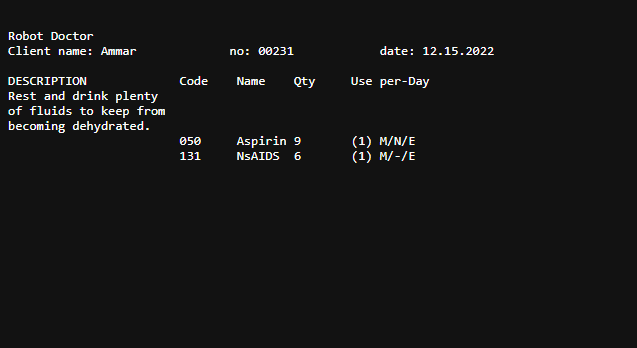 Robot Doctor
Client name: Ammar no: 00231 date: 12.15.2022
DESCRIPTION Code Name Qty Use per-Day
Rest and drink plenty
of fluids to keep from
becoming dehydrated.
050 Aspirin 9 (1) M/N/E
131 NsAIDS 6 (1) M/-/E